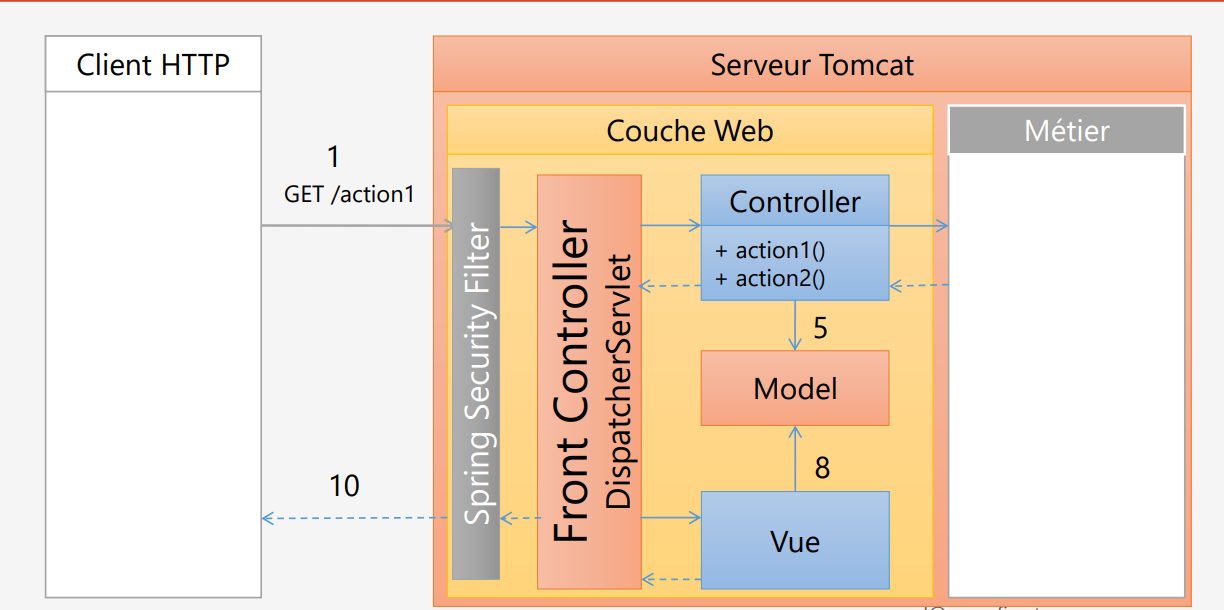 Client HTTP
Serveur Tomcat
Couche Web
Métier
1
GET /action1
Spring Security Filter
Front Controller
DispatcherServlet
Controller
+ action1()
+ action2()
5
Model
8
10
Vue